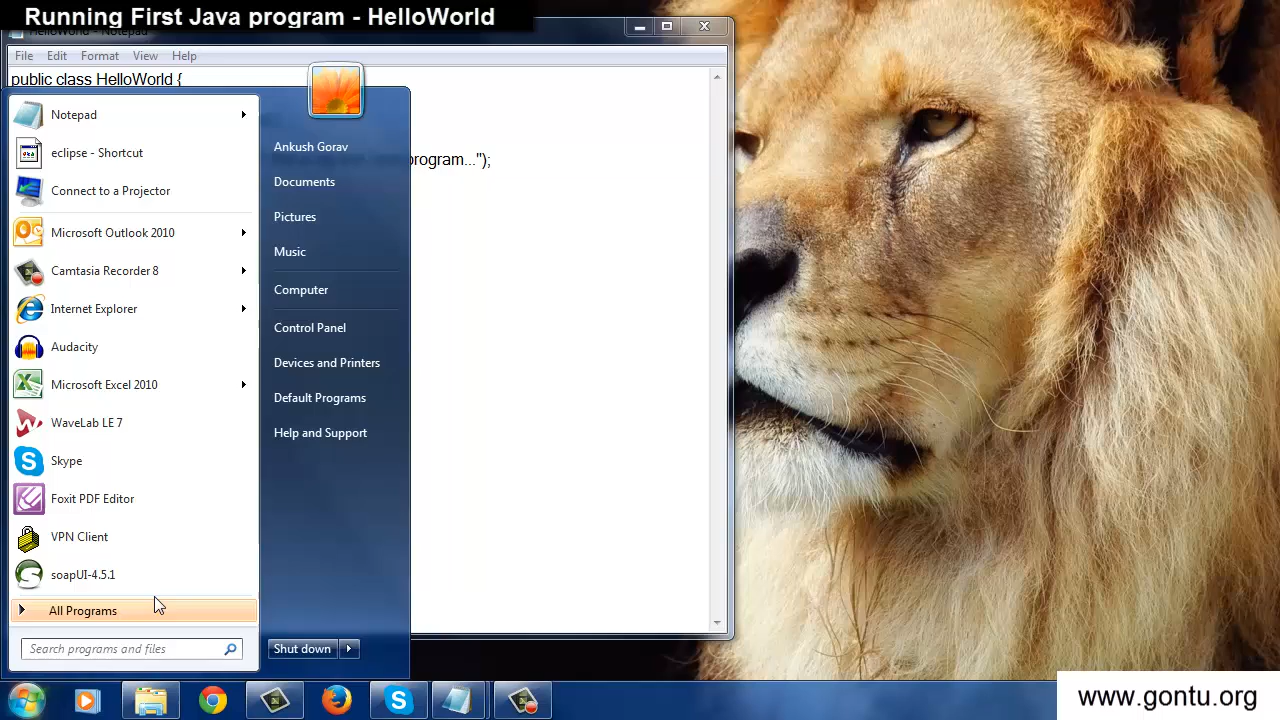 Running First Java program - HelloWorld
HelloWorld - Notepad
File Edit Format View Help
public class HelloWorld {
program...");
Notepad
eclipse - Shortcut
Connect to a Projector
Microsoft Outlook 2010
Camtasia Recorder 8
Internet Explorer
Audacity
Microsoft Excel 2010
WaveLab LE 7
Skype
Foxit PDF Editor
VPN Client
soapUI-4.5.1
All Programs
Search programs and files
Ankush Gorav
Documents
Pictures
Music
Computer
Control Panel
Devices and Printers
Default Programs
Help and Support
Shut down
www.gontu.org